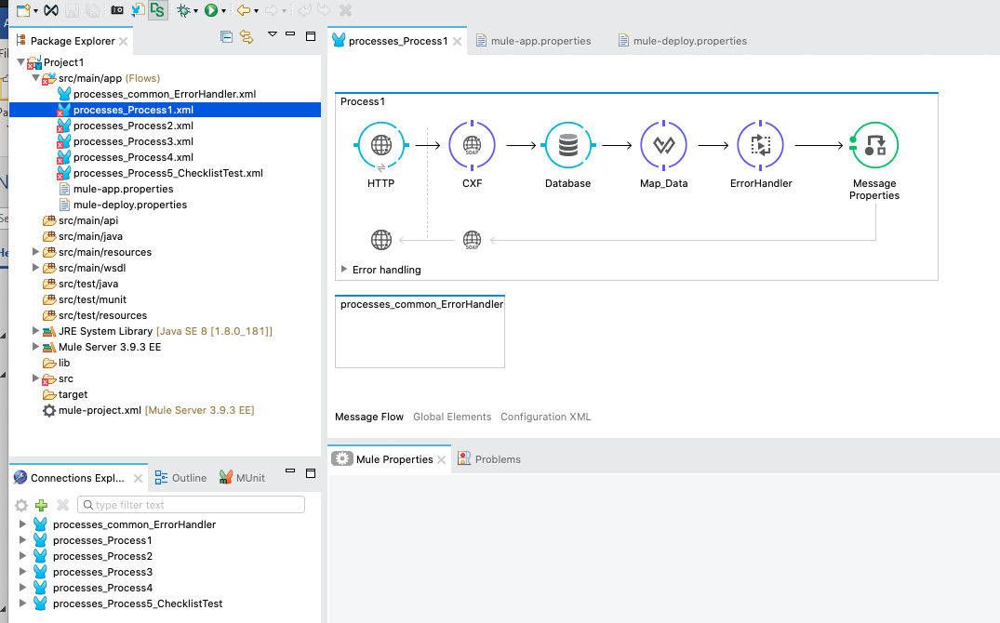 Package Explorer
processes_Process1
mule-app.properties
mule-deploy.properties
Project1
src/main/app (Flows)
processes_common_ErrorHandler.xml
processes_Process1.xml
processes_Process2.xml
processes_Process3.xml
processes_Process4.xml
processes_Process5_ChecklistTest.xml
mule-app.properties
mule-deploy.properties
src/main/api
src/main/java
src/main/resources
src/main/wsdl
src/test/java
src/test/munit
src/test/resources
JRE System Library [Java SE 8 [1.8.0_181]]
Mule Server 3.9.3 EE
lib
src
target
mule-project.xml [Mule Server 3.9.3 EE]
Process1
SOAP
HTTP
CXF
Database
Map_Data
ErrorHandler
Message
Properties
SOAP
Error handling
processes_common_ErrorHandler
Message Flow
Global Elements
Configuration XML
Connections Expl...
Outline
MUnit
type filter text
processes_common_ErrorHandler
processes_Process1
processes_Process2
processes_Process3
processes_Process4
processes_Process5_ChecklistTest
Mule Properties
Problems